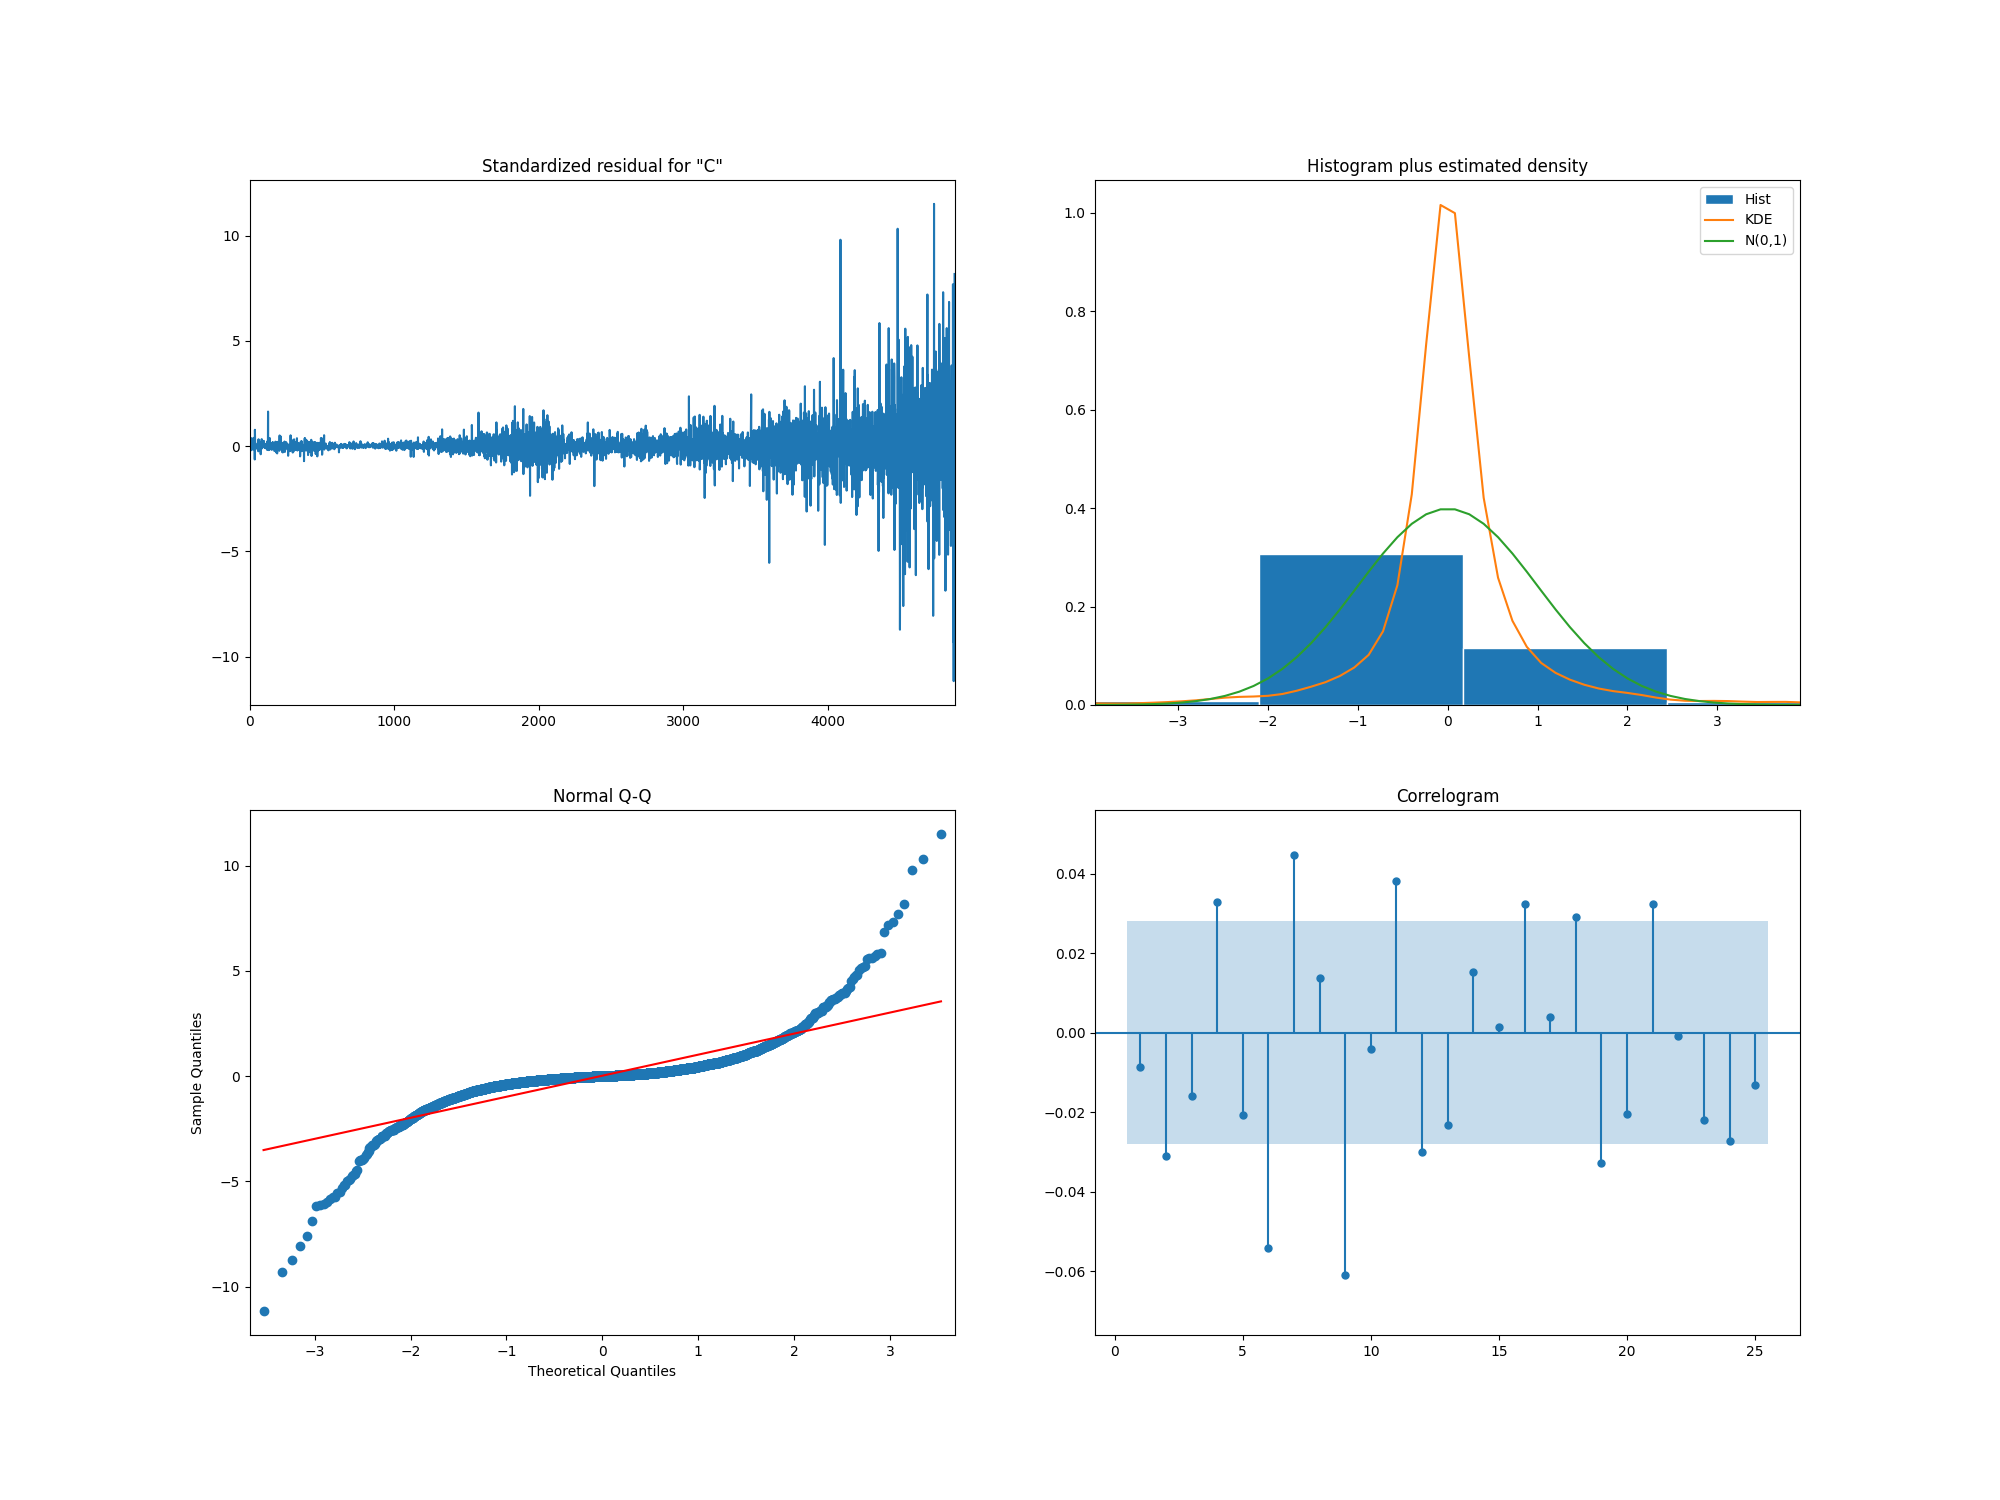 Standardized residual for "C"
10
5
0
−5
−10
0 1000 2000 3000 4000
Histogram plus estimated density
Hist
KDE
N(0,1)
1.0
0.8
0.6
0.4
0.2
0.0
−3 −2 −1 0 1 2 3
Normal Q-Q
Sample Quantiles
10
5
0
−5
−10
−3 −2 −1 0 1 2 3
Theoretical Quantiles
Correlogram
0.04
0.02
0.00
−0.02
−0.04
−0.06
0 5 10 15 20 25